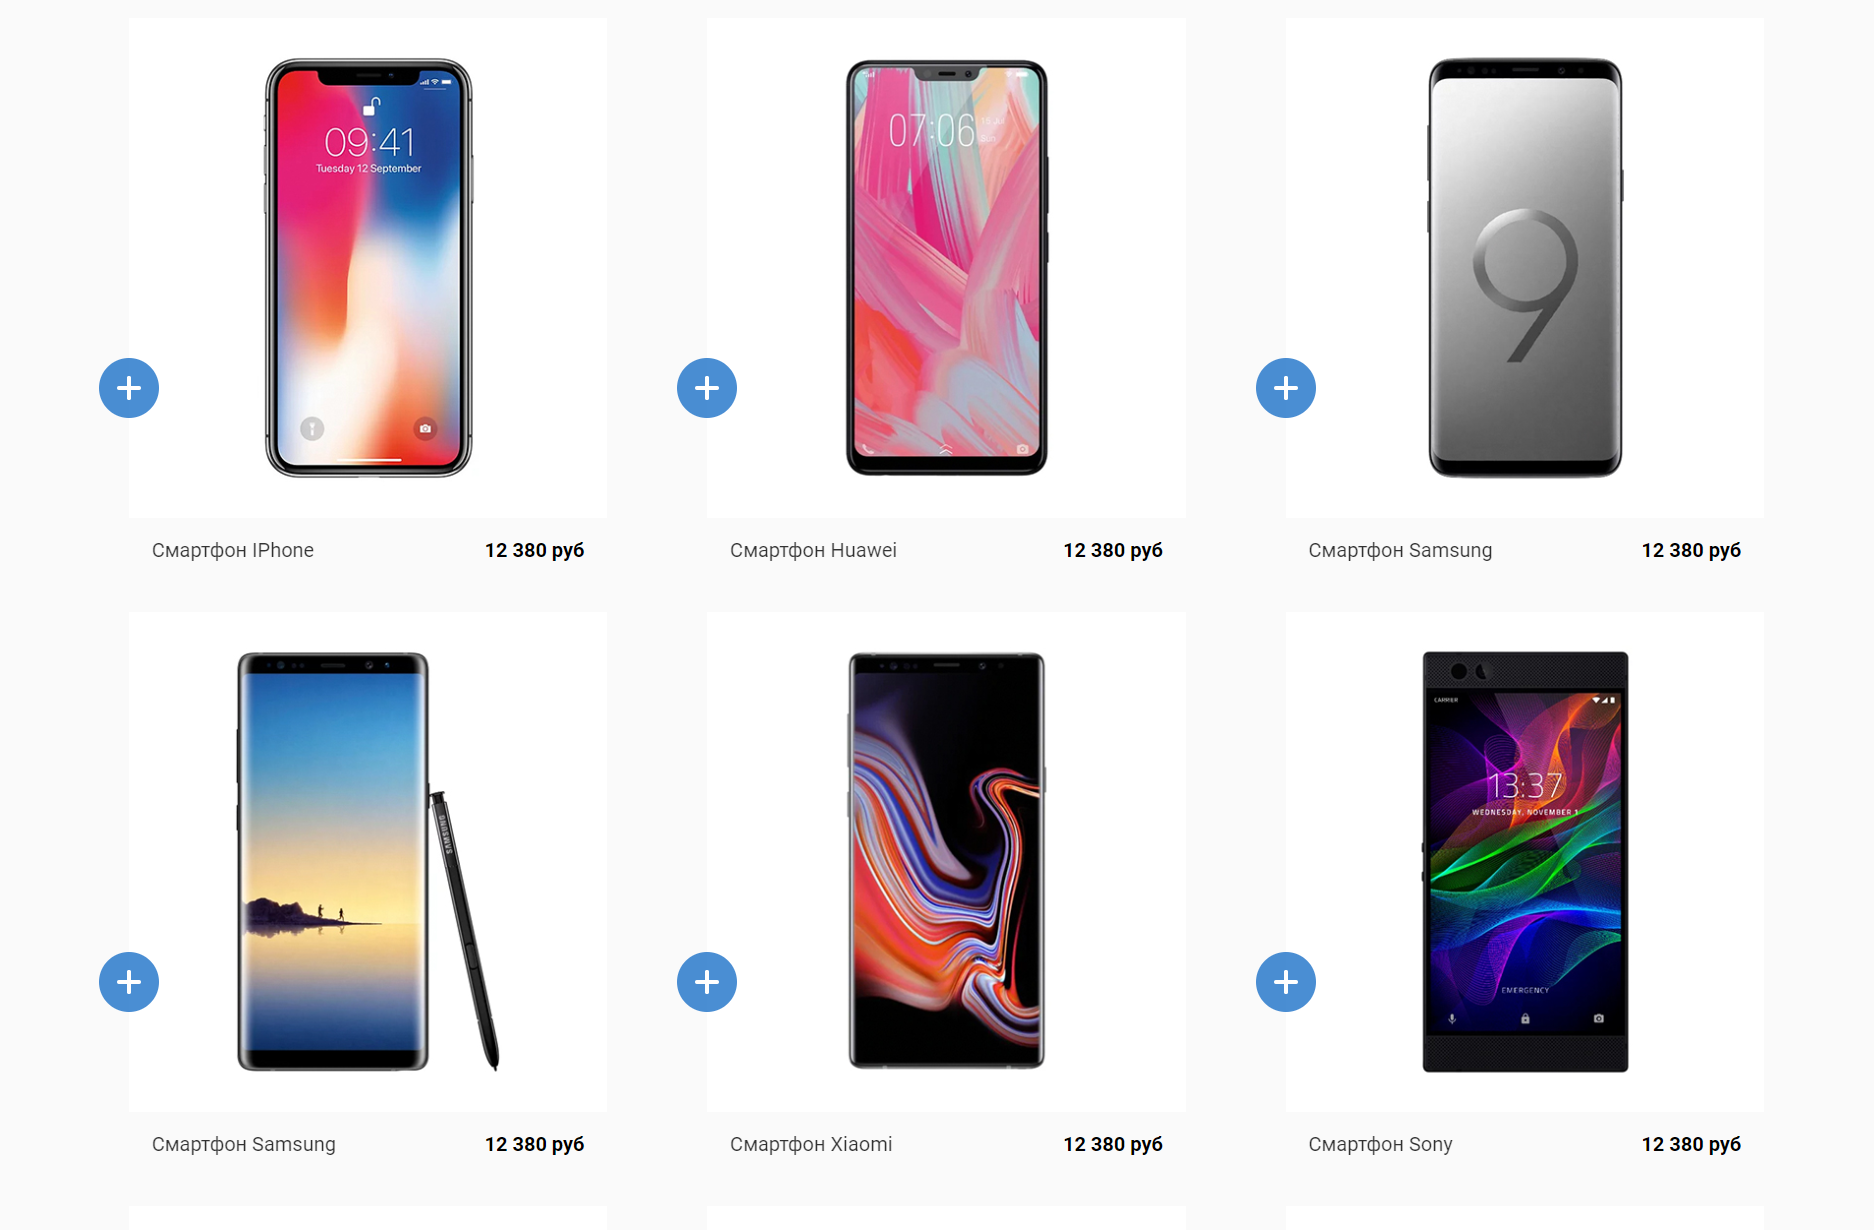 09:41
Tuesday 12 September
07:06
Sun
9
Смартфон IPhone
12 380 руб
Смартфон Huawei
12 380 руб
Смартфон Samsung
12 380 руб
SAMSUNG
CARRIER
13:37
WEDNESDAY, NOVEMBER 1
EMERGENCY
Смартфон Samsung
12 380 руб
Смартфон Xiaomi
12 380 руб
Смартфон Sony
12 380 руб